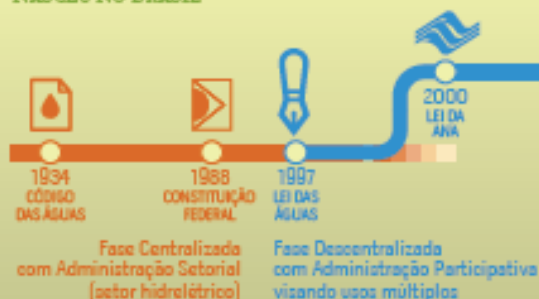 1934
CÓDIGO
DAS ÁGUAS
1988
CONSTITUIÇÃO
FEDERAL
1997
LEI DAS
ÁGUAS
2000
LEI DA
ANA
Fase Centralizada
com Administração Setorial
(setor hidrelétrico)
Fase Descentralizada
com Administração Participativa
visando usos múltiplos